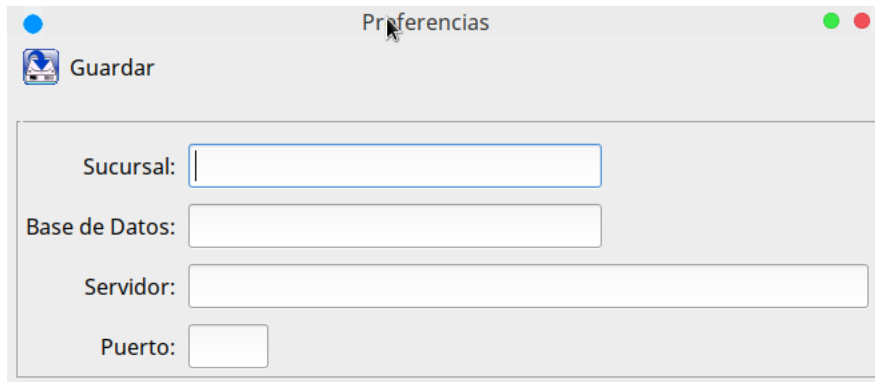 Preferencias
Guardar
Sucursal:
Base de Datos:
Servidor:
Puerto: